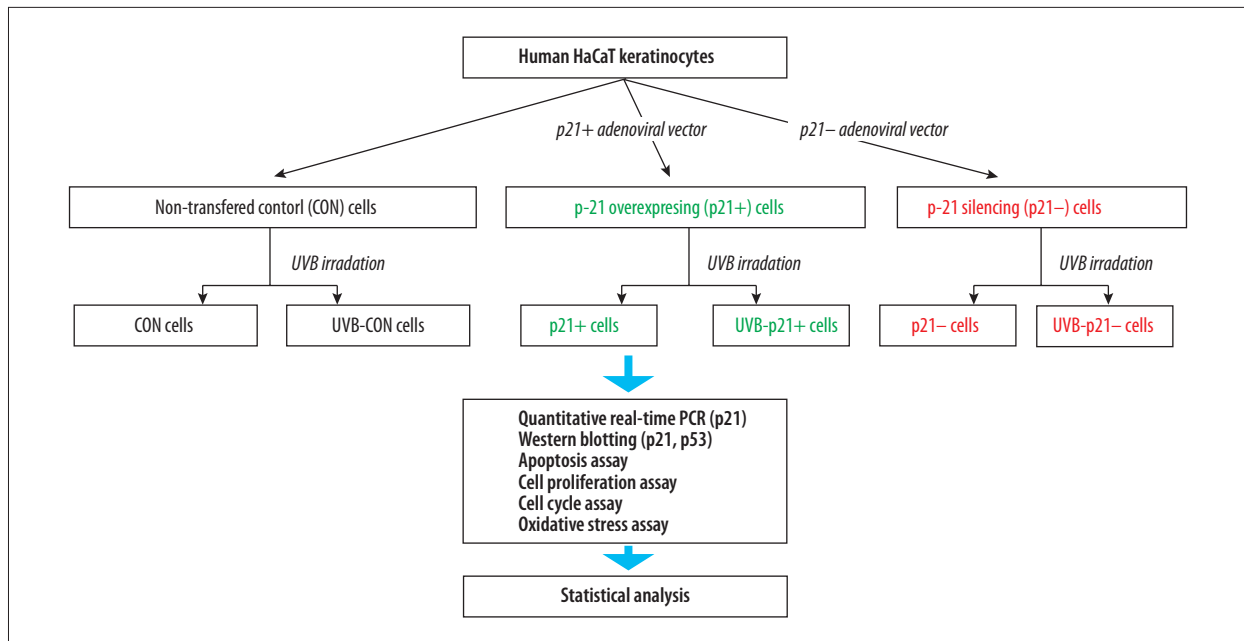 Human HaCaT keratinocytes
p21+ adenoviral vector
p21– adenoviral vector
Non-transfered contorl (CON) cells
p-21 overexpresing (p21+) cells
p-21 silencing (p21–) cells
UVB irradation
UVB irradation
UVB irradation
CON cells
UVB-CON cells
p21+ cells
UVB-p21+ cells
p21– cells
UVB-p21– cells
Quantitative real-time PCR (p21)
Western blotting (p21, p53)
Apoptosis assay
Cell proliferation assay
Cell cycle assay
Oxidative stress assay
Statistical analysis